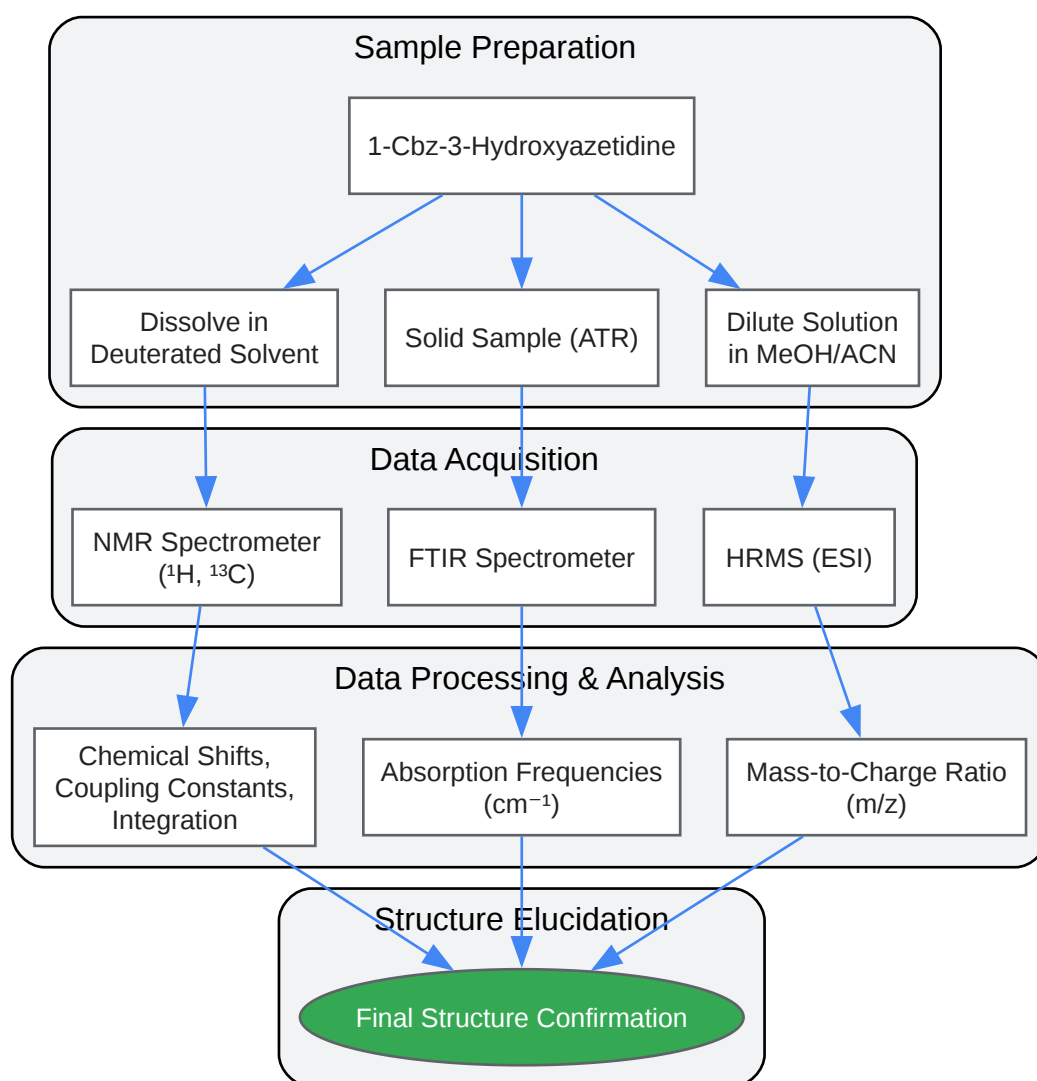 Sample Preparation
1-Cbz-3-Hydroxyazetidine
Dissolve in
Deuterated Solvent
Solid Sample (ATR)
Dilute Solution
in MeOH/ACN
Data Acquisition
NMR Spectrometer
(¹H, ¹³C)
FTIR Spectrometer
HRMS (ESI)
Data Processing & Analysis
Chemical Shifts,
Coupling Constants,
Integration
Absorption Frequencies
(cm⁻¹)
Mass-to-Charge Ratio
(m/z)
Structure Elucidation
Final Structure Confirmation